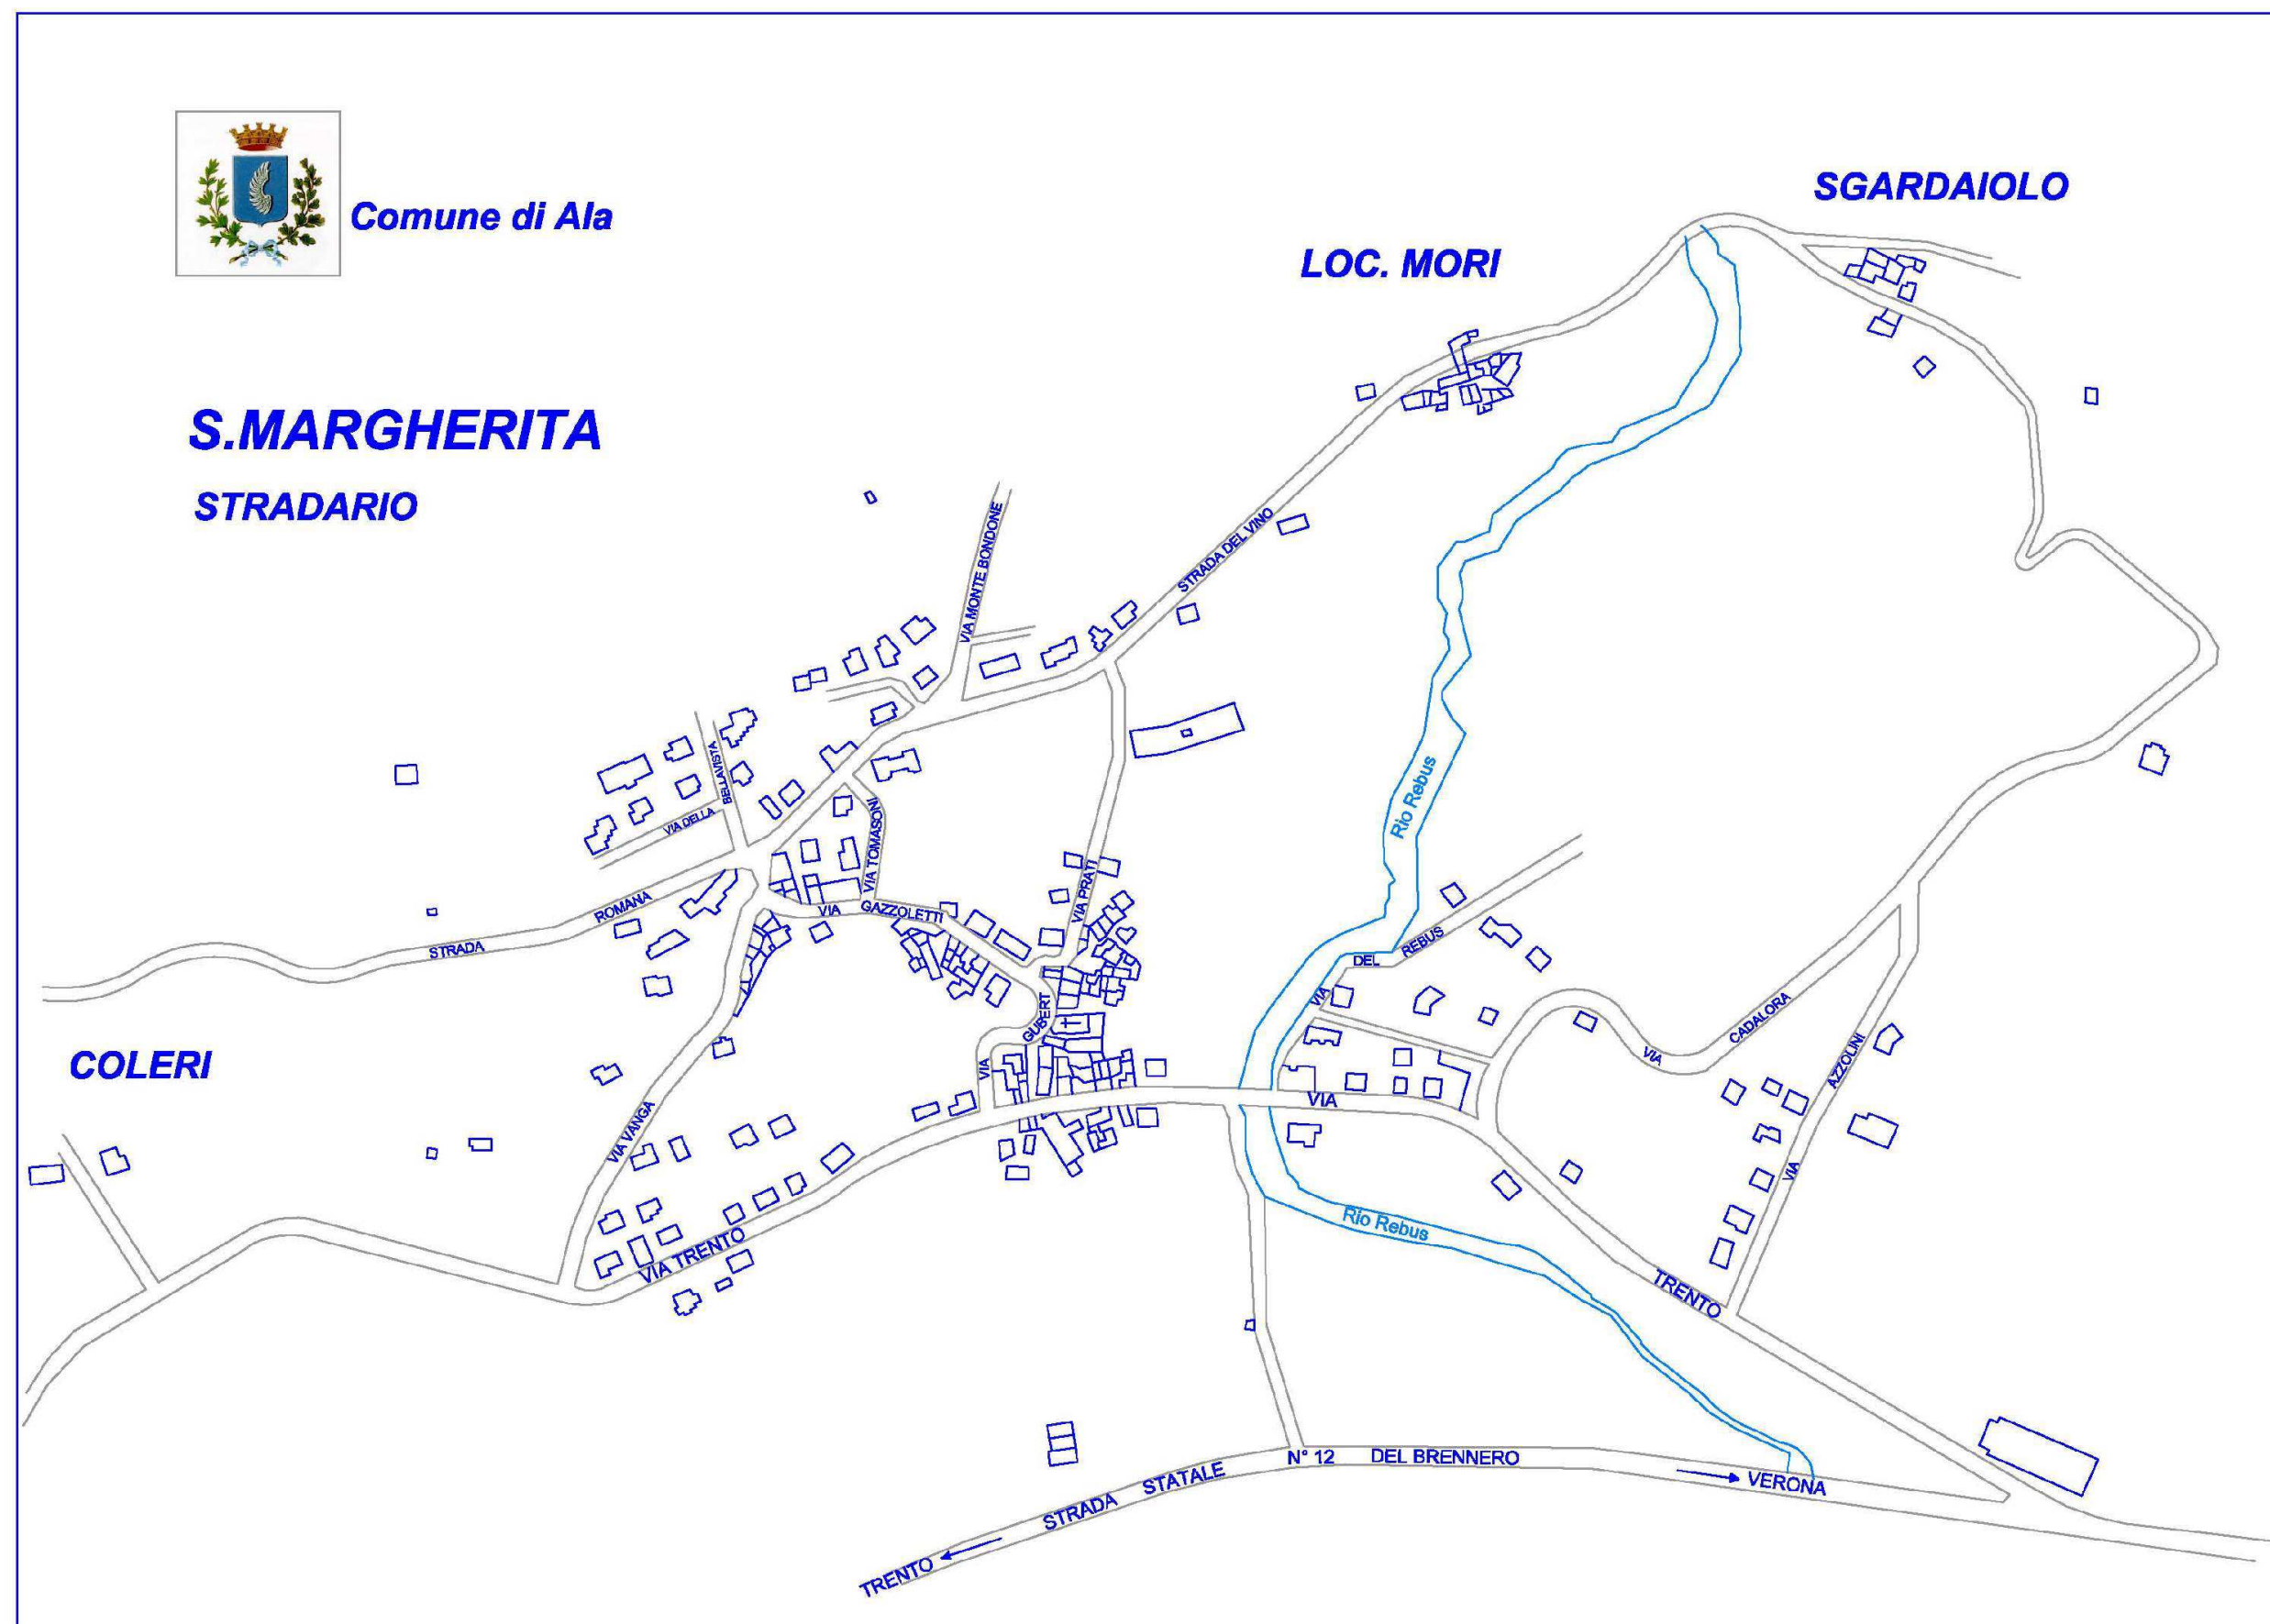 Comune di Ala
S.MARGHERITA
STRADARIO
SGARDAIOLO
LOC. MORI
VIA MONTE BONDONE
STRADA DEL VINO
VIA DELLA
BELLAVISTA
VIA TOMASONI
Rio Rebus
STRADA
ROMANA
VIA
GAZZOLETTI
VIA PRATI
VIA
DEL
REBUS
VIA
GUBERT
VIA
CADALORA
COLERI
VIA VANGA
VIA
AZZOLINI
VIA TRENTO
VIA
TRENTO
Rio Rebus
TRENTO
STRADA
STATALE
N° 12
DEL BRENNERO
VERONA